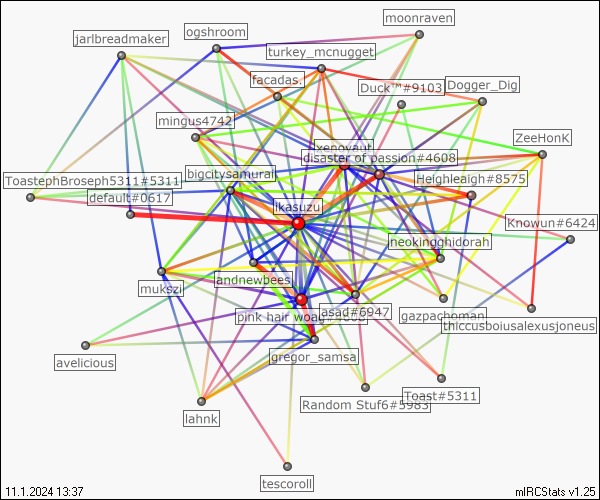 moonraven
ogshroom
jarlbreadmaker
turkey_mcnugget
facadas.
Duck™#9103
Dogger_Dig
mingus4742
ZeeHonK
xenovaut
disaster of passion#4608
bigcitysamurai
Heighleaigh#8575
ToastephBroseph5311#5311
default#0617
ikasuzu
Knowun#6424
neokingghidorah
andnewbees
mukszi
asad#6947
gazpachoman
pink hair
thiccusboiusalexusjoneus
gregor_samsa
avelicious
Toast#5311
Random Stuf6#5983
lahnk
tescoroll
11.1.2024 13:37
mIRCStats v1.25